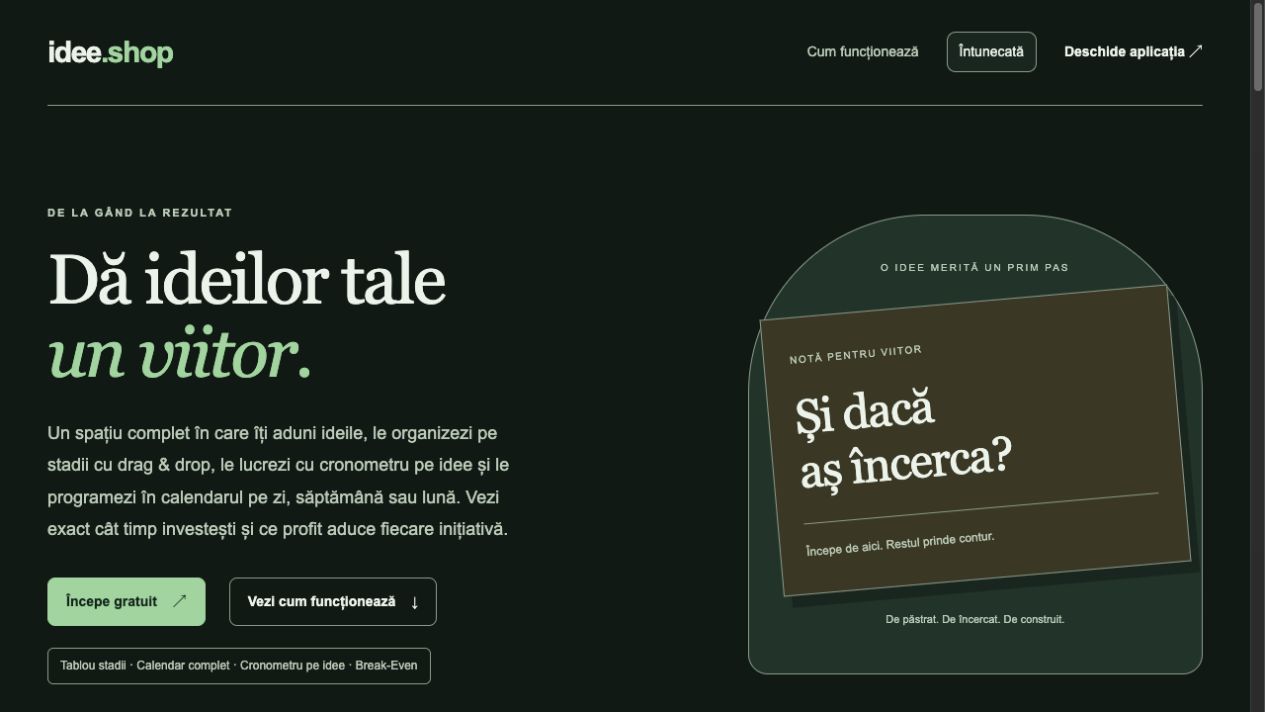 idee.shop
Cum funcționează
Întunecată
Deschide aplicația ↗
DE LA GÂND LA REZULTAT
Dă ideilor tale
un viitor.
Un spațiu complet în care îți aduni ideile, le organizezi pe
stadii cu drag & drop, le lucrezi cu cronometru pe idee și le
programezi în calendarul pe zi, săptămână sau lună. Vezi
exact cât timp investești și ce profit aduce fiecare inițiativă.
Începe gratuit ↗
Vezi cum funcționează ↓
Tablou stadii · Calendar complet · Cronometru pe idee · Break-Even
O IDEE MERITĂ UN PRIM PAS
NOTĂ PENTRU VIITOR
Și dacă
aș încerca?
Începe de aici. Restul prinde contur.
De păstrat. De încercat. De construit.